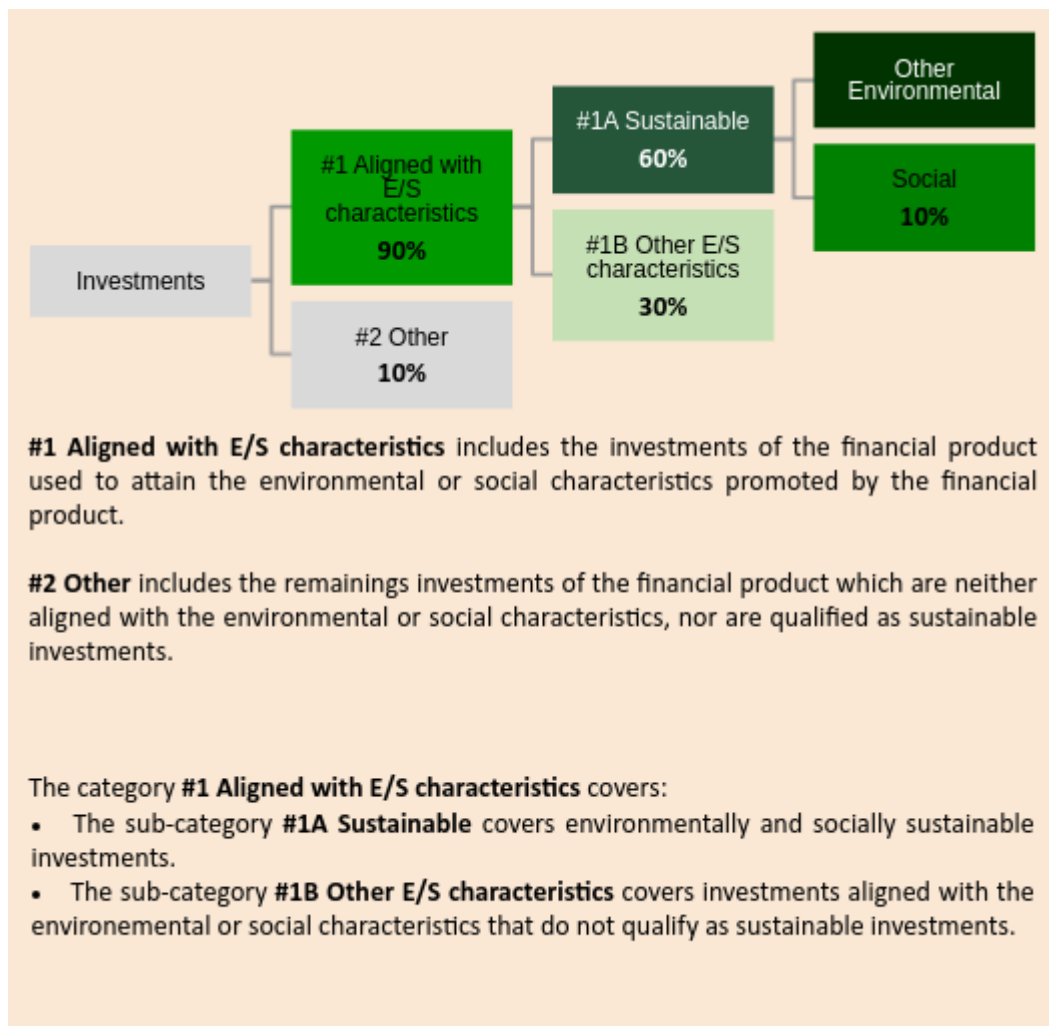 Other
Environmental
#1A Sustainable
60%
#1 Aligned with
E/S
characteristics
90%
Social
10%
#1B Other E/S
characteristics
30%
Investments
#2 Other
10%
#1 Aligned with E/S characteristics includes the investments of the financial product
used to attain the environmental or social characteristics promoted by the financial
product.
#2 Other includes the remainings investments of the financial product which are neither
aligned with the environmental or social characteristics, nor are qualified as sustainable
investments.
The category #1 Aligned with E/S characteristics covers:
• The sub-category #1A Sustainable covers environmentally and socially sustainable
investments.
• The sub-category #1B Other E/S characteristics covers investments aligned with the
environemental or social characteristics that do not qualify as sustainable investments.